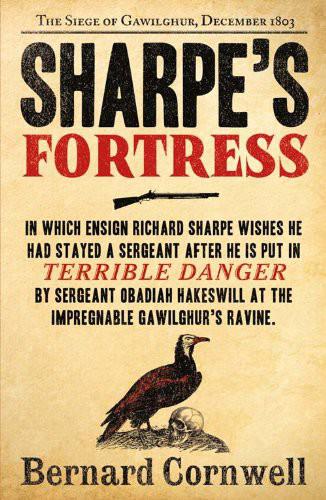 The Siege of Gawilghur, December 1803
SHARPE'S
FORTRESS
IN WHICH ENSIGN RICHARD SHARPE WISHES HE
HAD STAYED A SERGEANT AFTER HE IS PUT IN
TERRIBLE DANGER
BY SERGEANT OBADIAH HAKESWILL AT THE
IMPREGNABLE GAWILGHUR'S RAVINE.
Bernard Cornwell